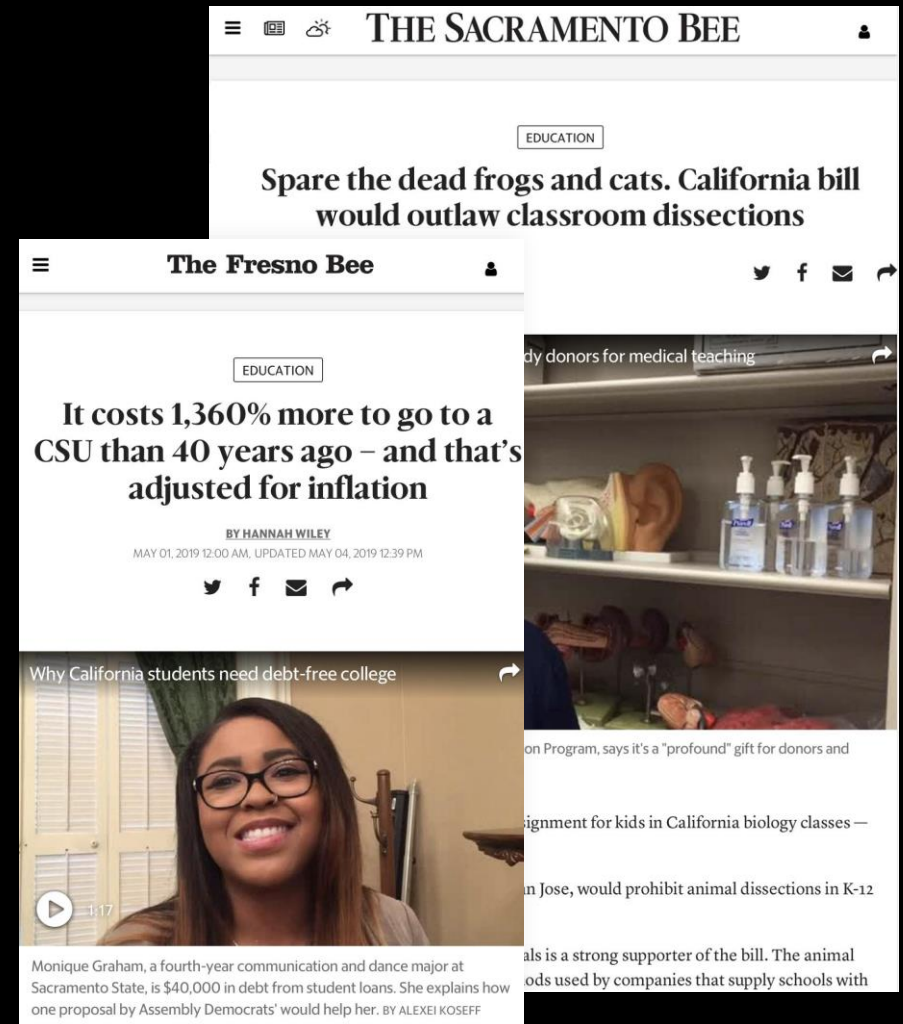 THE SACRAMENTO BEE
EDUCATION
Spare the dead frogs and cats. California bill
would outlaw classroom dissections
dy donors for medical teaching
Purell
on Program, says it's a "profound" gift for donors and
ignment for kids in California biology classes —
n Jose, would prohibit animal dissections in K-12
als is a strong supporter of the bill. The animal
ods used by companies that supply schools with
The Fresno Bee
EDUCATION
It costs 1,360% more to go to a
CSU than 40 years ago – and that's
adjusted for inflation
BY HANNAH WILEY
MAY 01, 2019 12:00 AM, UPDATED MAY 04, 2019 12:39 PM
Why California students need debt-free college
1:17
Monique Graham, a fourth-year communication and dance major at
Sacramento State, is $40,000 in debt from student loans. She explains how
one proposal by Assembly Democrats' would help her. BY ALEXEI KOSEFF